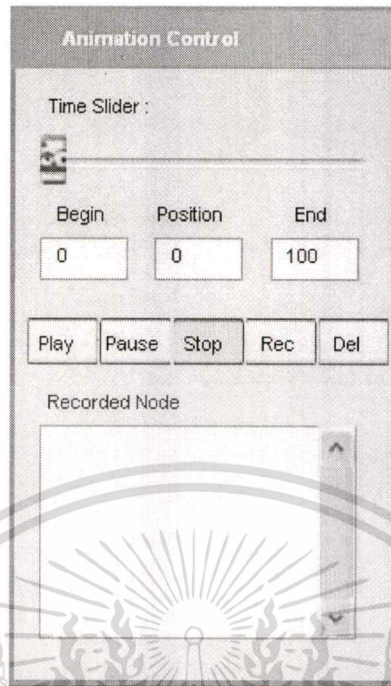 Animation Control
Time Slider :
Begin Position End
0 0 100
Play Pause Stop Rec Del
Recorded Node